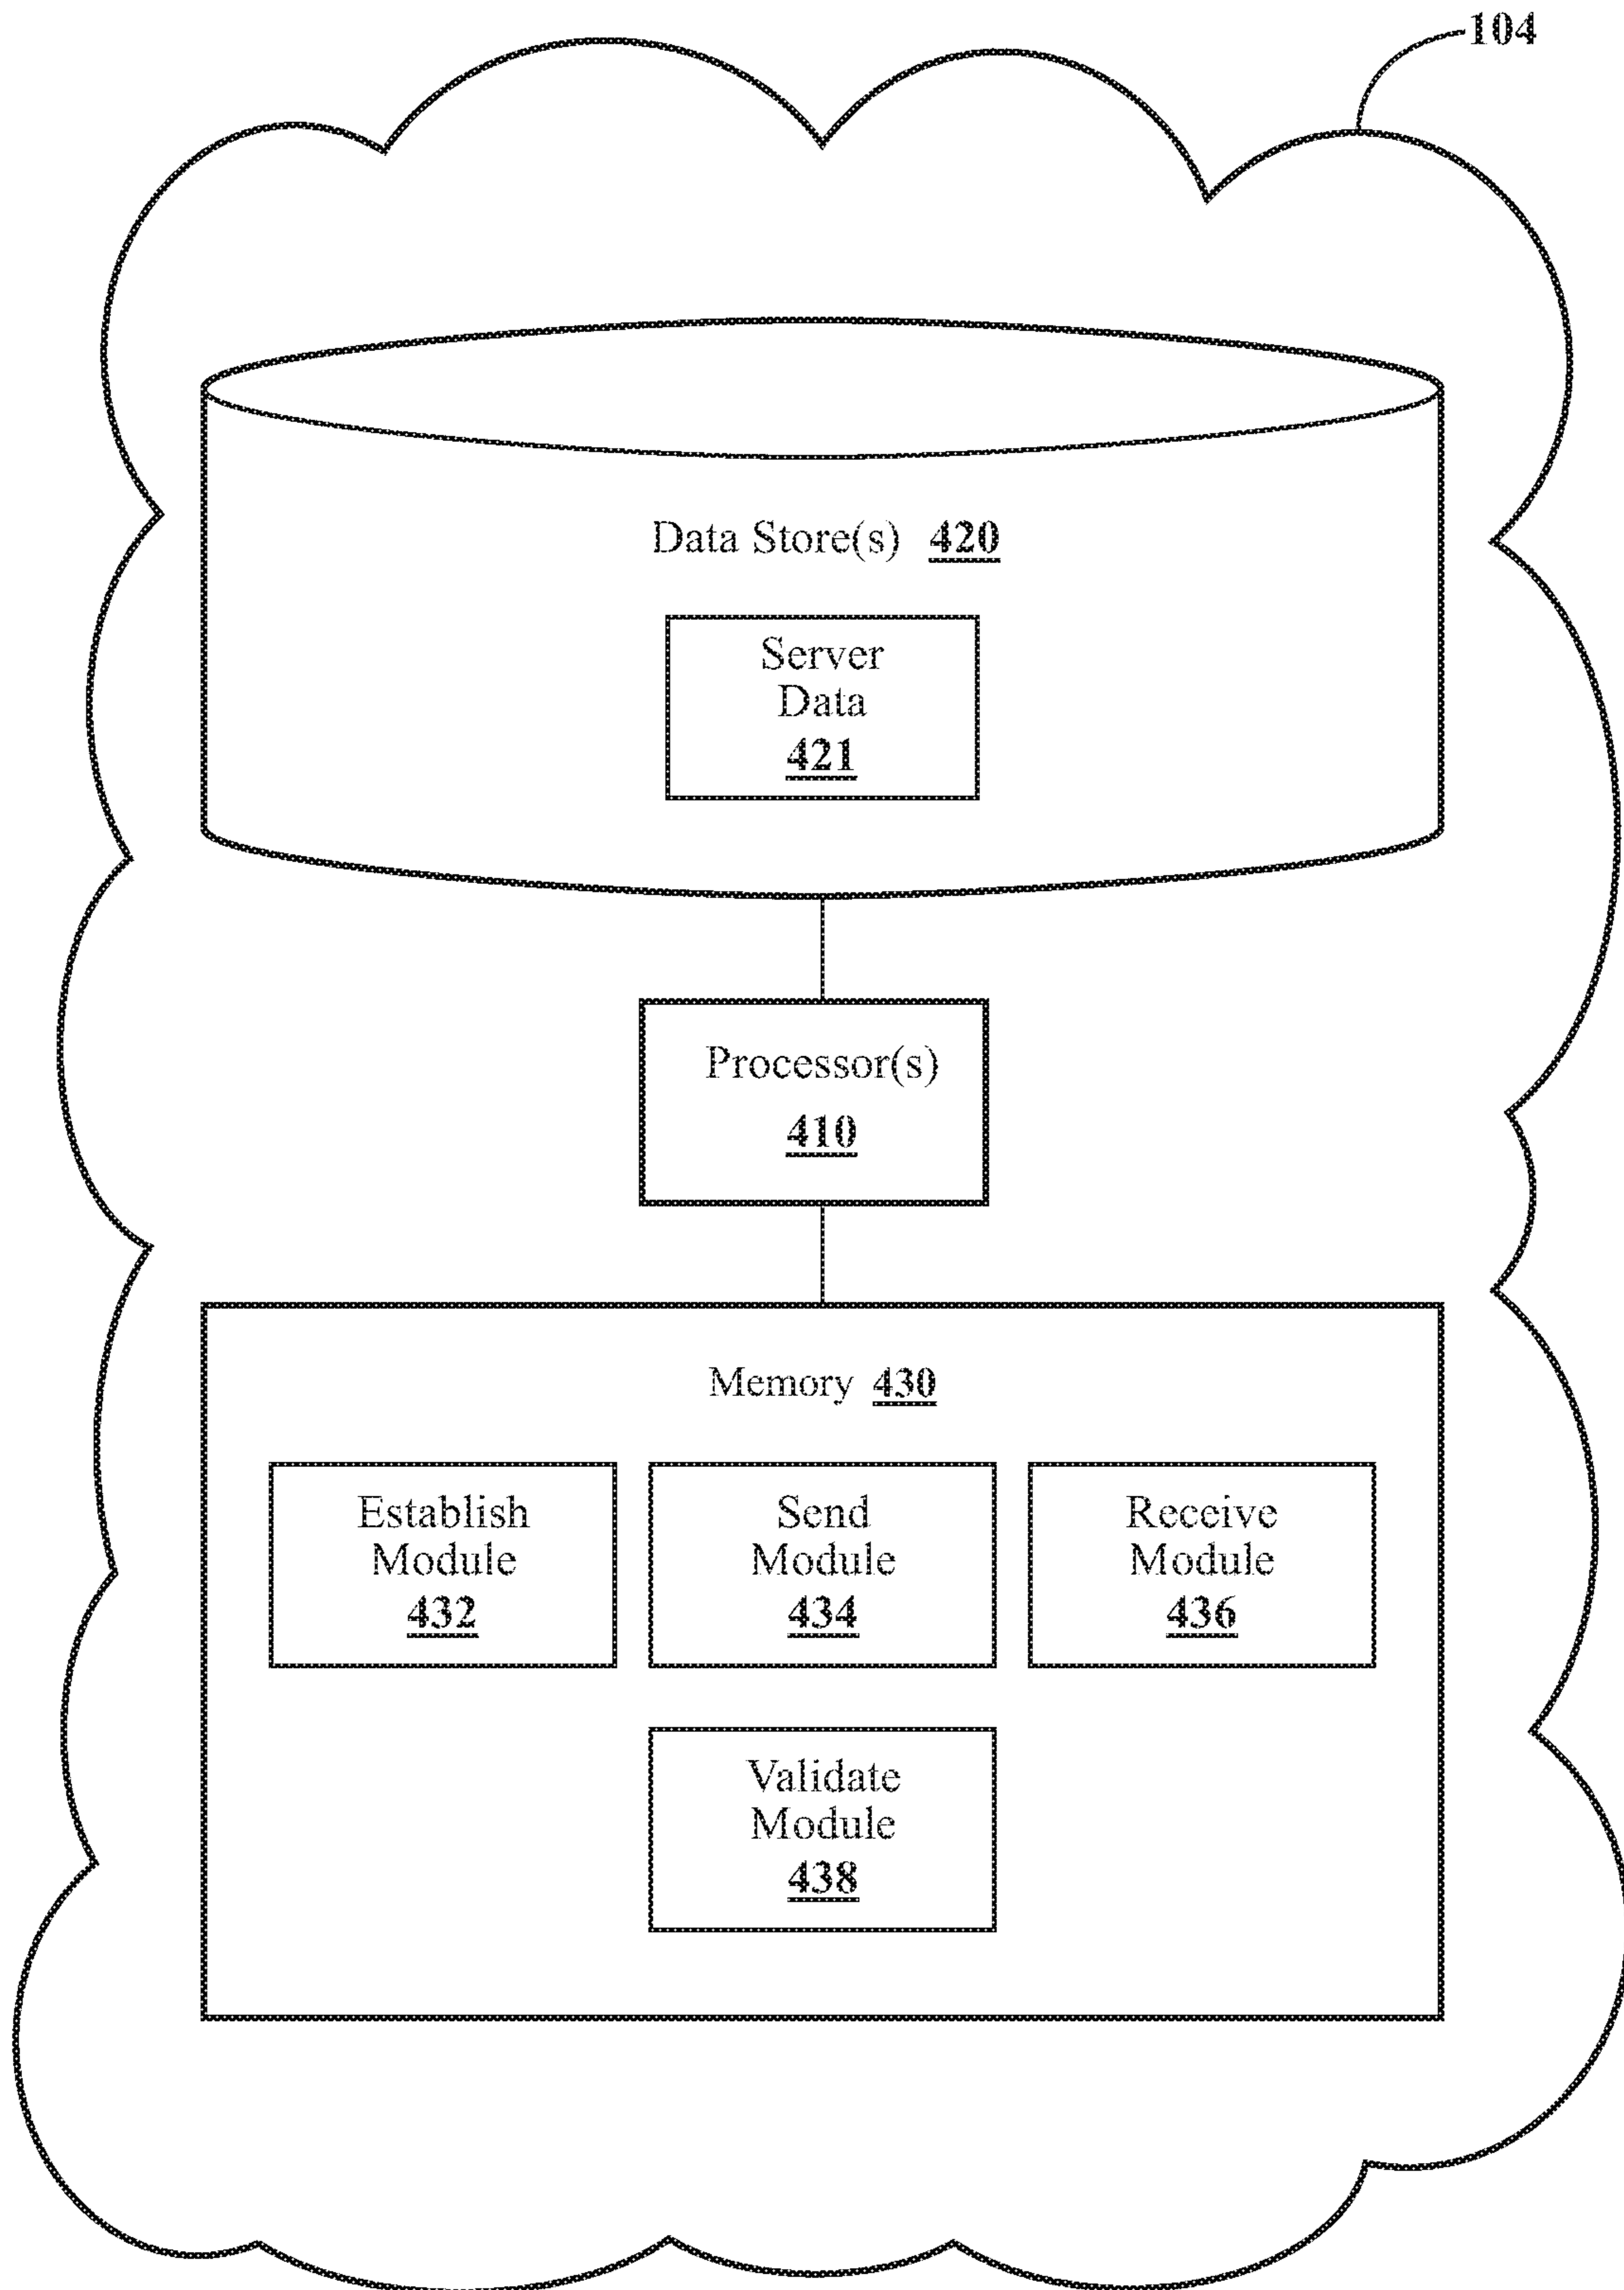 104
Data Store(s) 420
Server
Data
421
Processor(s)
410
Memory 430
Establish
Module
432
Send
Module
434
Receive
Module
436
Validate
Module
438